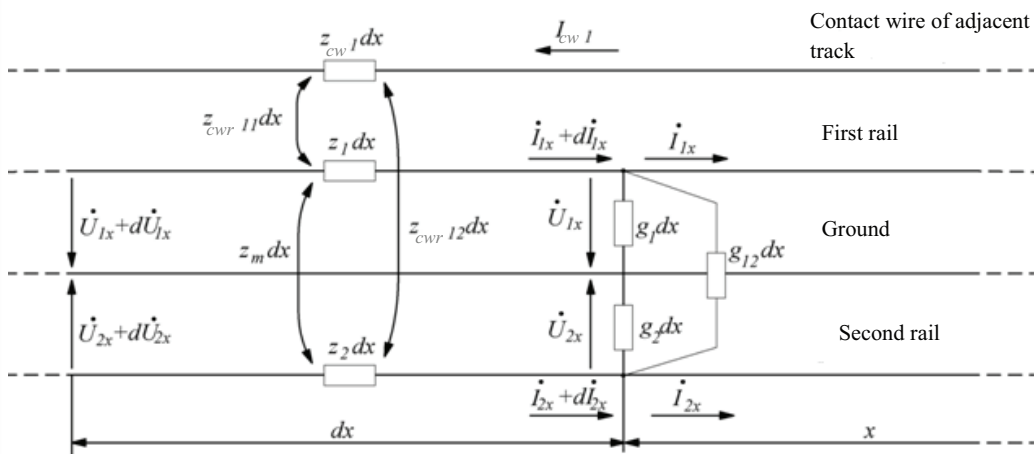 z_cw 1 dx
I_cw 1
Contact wire of adjacent
track
z_cwr 11 dx
z_1 dx
İ_1x+dİ_1x
İ_1x
First rail
U̇_1x+dU̇_1x
z_m dx
z_cwr 12 dx
U̇_1x
g_1 dx
g_12 dx
Ground
U̇_2x+dU̇_2x
z_2 dx
U̇_2x
g_2 dx
Second rail
İ_2x+dİ_2x
İ_2x
dx
x